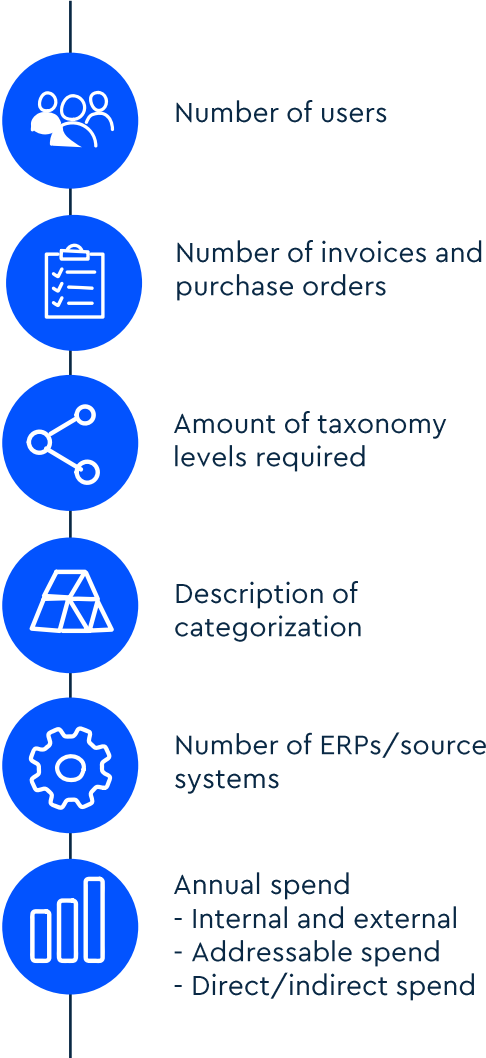 Number of users
Number of invoices and
purchase orders
Amount of taxonomy
levels required
Description of
categorization
Number of ERPs/source
systems
Annual spend
- Internal and external
- Addressable spend
- Direct/indirect spend